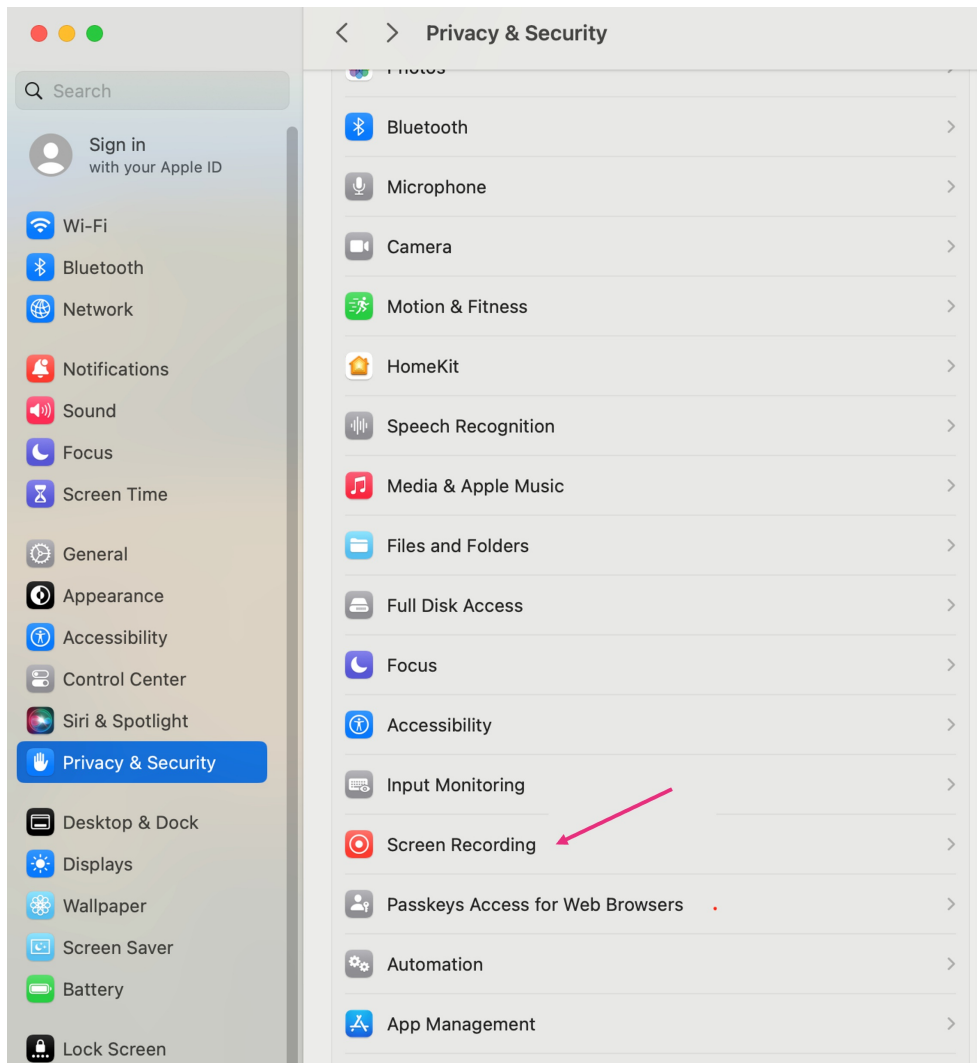 Search
Sign in
with your Apple ID
Wi-Fi
Bluetooth
Network
Notifications
Sound
Focus
Screen Time
General
Appearance
Accessibility
Control Center
Siri & Spotlight
Privacy & Security
Desktop & Dock
Displays
Wallpaper
Screen Saver
Battery
Lock Screen
Privacy & Security
Photos
Bluetooth
Microphone
Camera
Motion & Fitness
HomeKit
Speech Recognition
Media & Apple Music
Files and Folders
Full Disk Access
Focus
Accessibility
Input Monitoring
Screen Recording
Passkeys Access for Web Browsers
Automation
App Management